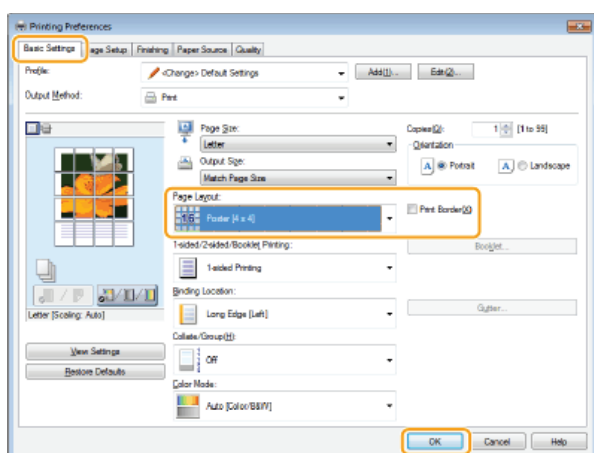 Printing Preferences
Basic Settings age Setup Finishing Paper Source Quality
Profile: <Change> Default Settings Add(1)... Edit(2)...
Output Method: Print
Page Size: Copies(Q): 1 [1 to 99]
Letter Orientation
Output Size: A Portrait A Landscape
Match Page Size
Page Layout:
16 Poster [4 x 4] Print Border(X)
1-sided/2-sided/Booklet Printing: Booklet...
1-sided Printing
Binding Location:
Letter [Scaling: Auto] Long Edge [Left] Gutter...
Collate/Group(H):
View Settings Off
Restore Defaults
Color Mode:
Auto [Color/B&W]
OK Cancel Help